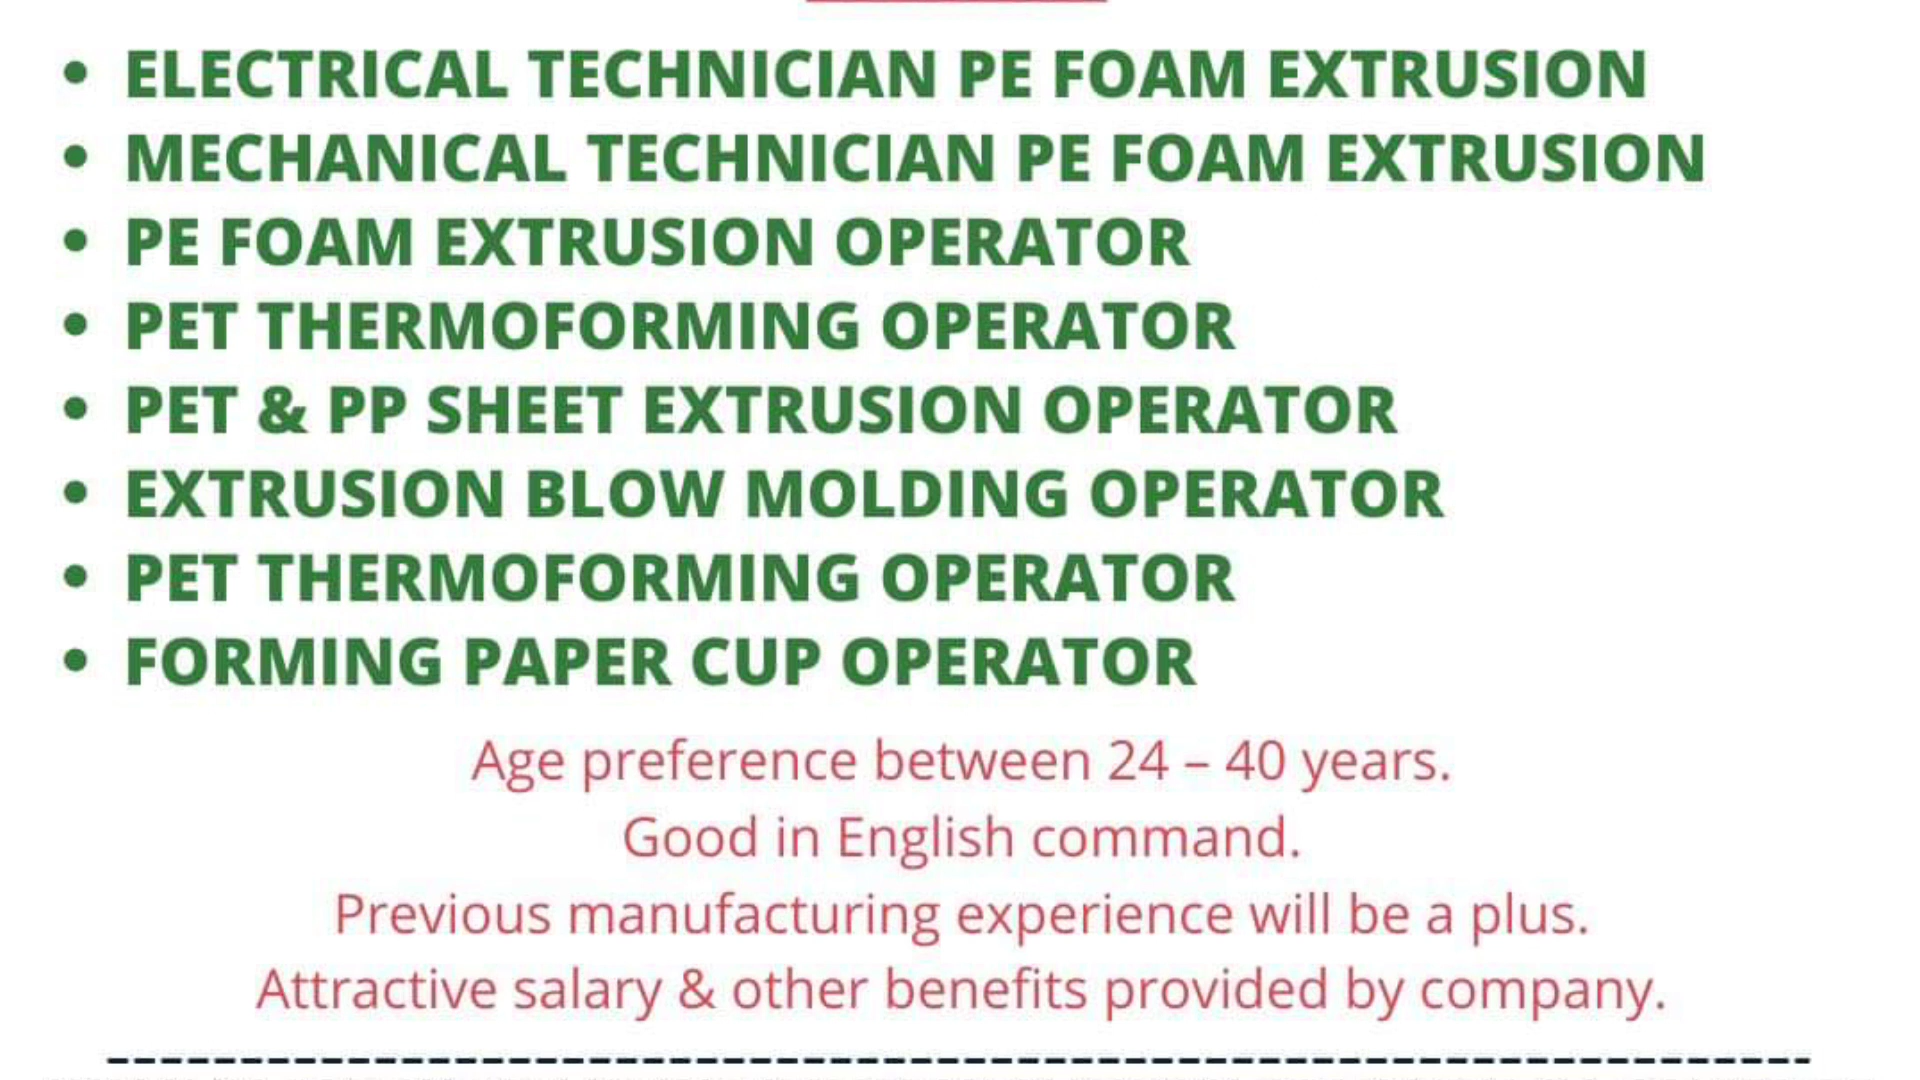 • ELECTRICAL TECHNICIAN PE FOAM EXTRUSION
• MECHANICAL TECHNICIAN PE FOAM EXTRUSION
• PE FOAM EXTRUSION OPERATOR
• PET THERMOFORMING OPERATOR
• PET & PP SHEET EXTRUSION OPERATOR
• EXTRUSION BLOW MOLDING OPERATOR
• PET THERMOFORMING OPERATOR
• FORMING PAPER CUP OPERATOR
Age preference between 24 – 40 years.
Good in English command.
Previous manufacturing experience will be a plus.
Attractive salary & other benefits provided by company.